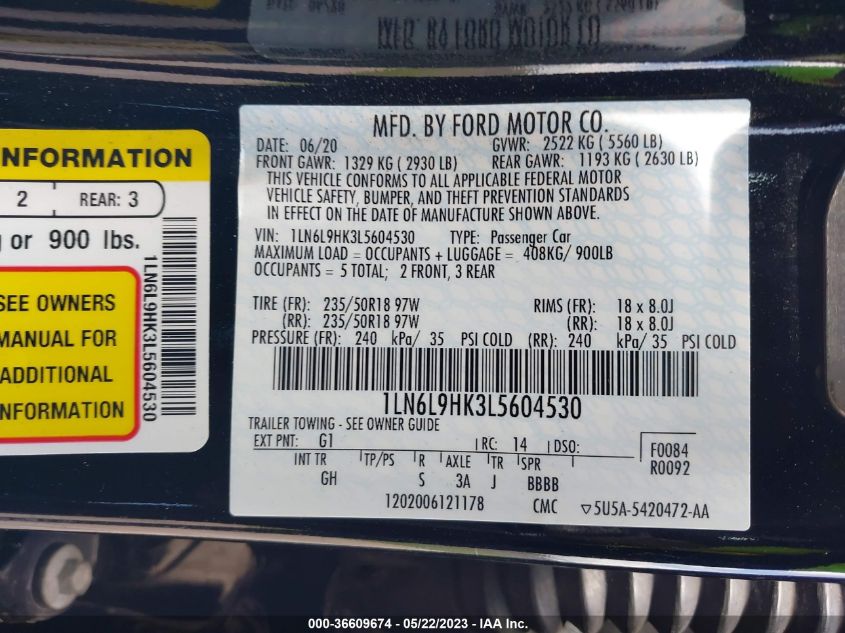 MFD. BY FORD MOTOR CO.
MFD. BY FORD MOTOR CO.
DATE: 06/20 GVWR: 2522 KG ( 5560 LB)
FRONT GAWR: 1329 KG ( 2930 LB) REAR GAWR: 1193 KG ( 2630 LB)
THIS VEHICLE CONFORMS TO ALL APPLICABLE FEDERAL MOTOR
VEHICLE SAFETY, BUMPER, AND THEFT PREVENTION STANDARDS
IN EFFECT ON THE DATE OF MANUFACTURE SHOWN ABOVE.
VIN: 1LN6L9HK3L5604530 TYPE: Passenger Car
MAXIMUM LOAD = OCCUPANTS + LUGGAGE = 408KG/ 900LB
OCCUPANTS = 5 TOTAL; 2 FRONT, 3 REAR
TIRE (FR): 235/50R18 97W RIMS (FR): 18 x 8.0J
(RR): 235/50R18 97W (RR): 18 x 8.0J
PRESSURE (FR): 240 kPa/ 35 PSI COLD (RR): 240 kPa/ 35 PSI COLD
1LN6L9HK3L5604530
TRAILER TOWING - SEE OWNER GUIDE
EXT PNT: G1 RC: 14 DSO: F0084
R0092
INT TR TP/PS R AXLE TR SPR
GH S 3A J BBBB
1202006121178 CMC ▽5U5A-5420472-AA
INFORMATION
2 REAR: 3
or 900 lbs.
SEE OWNERS
MANUAL FOR
ADDITIONAL
INFORMATION
1LN6L9HK3L5604530
000-36609674 - 05/22/2023 - IAA Inc.